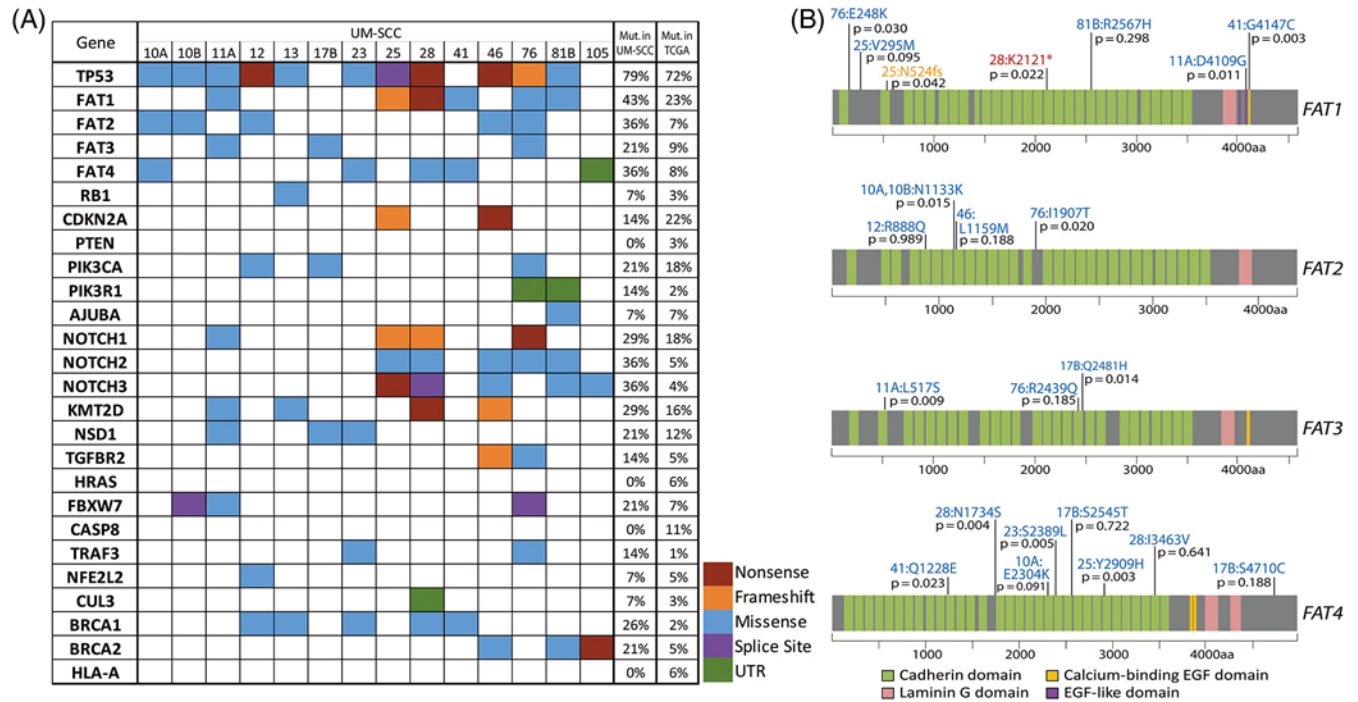 (A)
Gene UM-SCC Mut. in UM-SCC Mut. in TCGA
10A 10B 11A 12 13 17B 23 25 28 41 46 76 81B 105
TP53 79% 72%
FAT1 43% 23%
FAT2 36% 7%
FAT3 21% 9%
FAT4 36% 8%
RB1 7% 3%
CDKN2A 14% 22%
PTEN 0% 3%
PIK3CA 21% 18%
PIK3R1 14% 2%
AJUBA 7% 7%
NOTCH1 29% 18%
NOTCH2 36% 5%
NOTCH3 36% 4%
KMT2D 29% 16%
NSD1 21% 12%
TGFBR2 14% 5%
HRAS 0% 6%
FBXW7 21% 7%
CASP8 0% 11%
TRAF3 14% 1%
NFE2L2 7% 5%
CUL3 7% 3%
BRCA1 26% 2%
BRCA2 21% 5%
HLA-A 0% 6%
Nonsense
Frameshift
Missense
Splice Site
UTR
(B)
76:E248K
p=0.030
25:V295M
p=0.095
25:N524fs
p=0.042
28:K2121*
p=0.022
81B:R2567H
p=0.298
11A:D4109G
p=0.011
41:G4147C
p=0.003
FAT1
1000 2000 3000 4000aa
12:R888Q
p=0.989
10A,10B:N1133K
p=0.015
46:
L1159M
p=0.188
76:I1907T
p=0.020
FAT2
1000 2000 3000 4000aa
11A:L517S
p=0.009
76:R2439Q
p=0.185
17B:Q2481H
p=0.014
FAT3
1000 2000 3000 4000aa
41:Q1228E
p=0.023
28:N1734S
p=0.004
10A:
E2304K
p=0.091
23:S2389L
p=0.005
17B:S2545T
p=0.722
25:Y2909H
p=0.003
28:I3463V
p=0.641
17B:S4710C
p=0.188
FAT4
1000 2000 3000 4000aa
Cadherin domain
Calcium-binding EGF domain
Laminin G domain
EGF-like domain